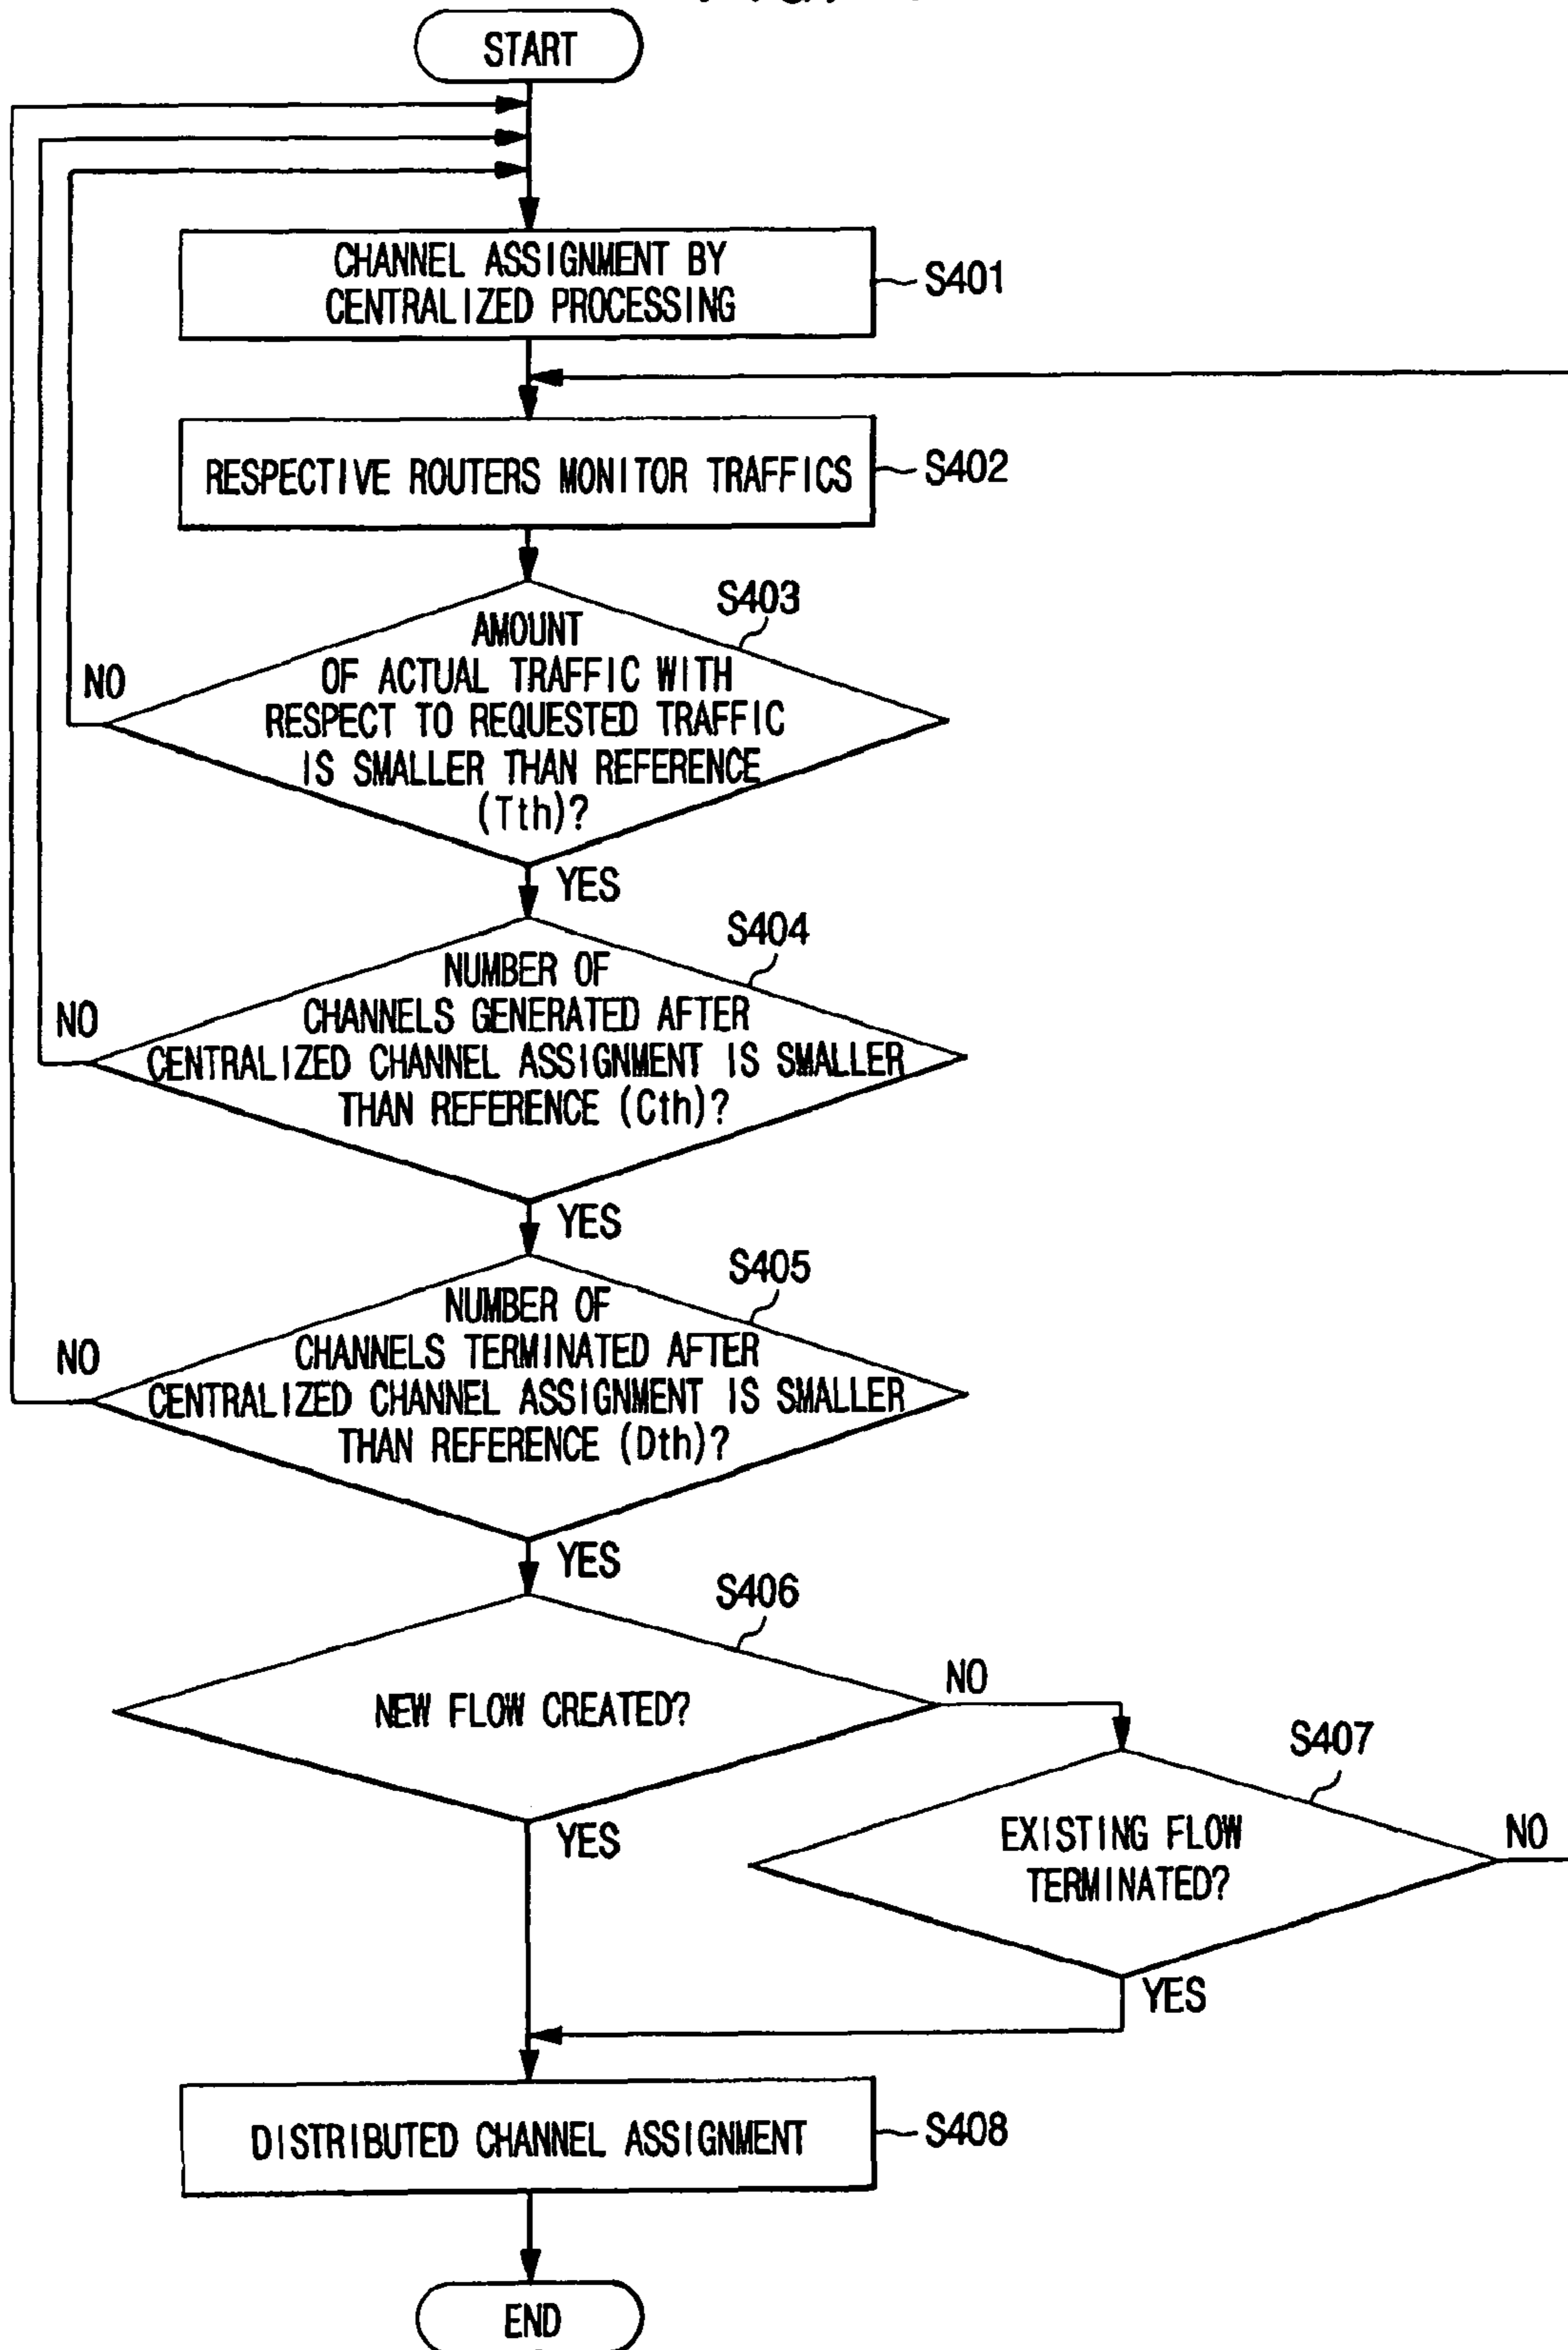 START
CHANNEL ASSIGNMENT BY
CENTRALIZED PROCESSING
S401
RESPECTIVE ROUTERS MONITOR TRAFFICS
S402
S403
AMOUNT
OF ACTUAL TRAFFIC WITH
RESPECT TO REQUESTED TRAFFIC
IS SMALLER THAN REFERENCE
(Tth)?
NO
YES
S404
NUMBER OF
CHANNELS GENERATED AFTER
CENTRALIZED CHANNEL ASSIGNMENT IS SMALLER
THAN REFERENCE (Cth)?
NO
YES
S405
NUMBER OF
CHANNELS TERMINATED AFTER
CENTRALIZED CHANNEL ASSIGNMENT IS SMALLER
THAN REFERENCE (Dth)?
NO
YES
S406
NEW FLOW CREATED?
NO
YES
S407
EXISTING FLOW
TERMINATED?
NO
YES
DISTRIBUTED CHANNEL ASSIGNMENT
S408
END